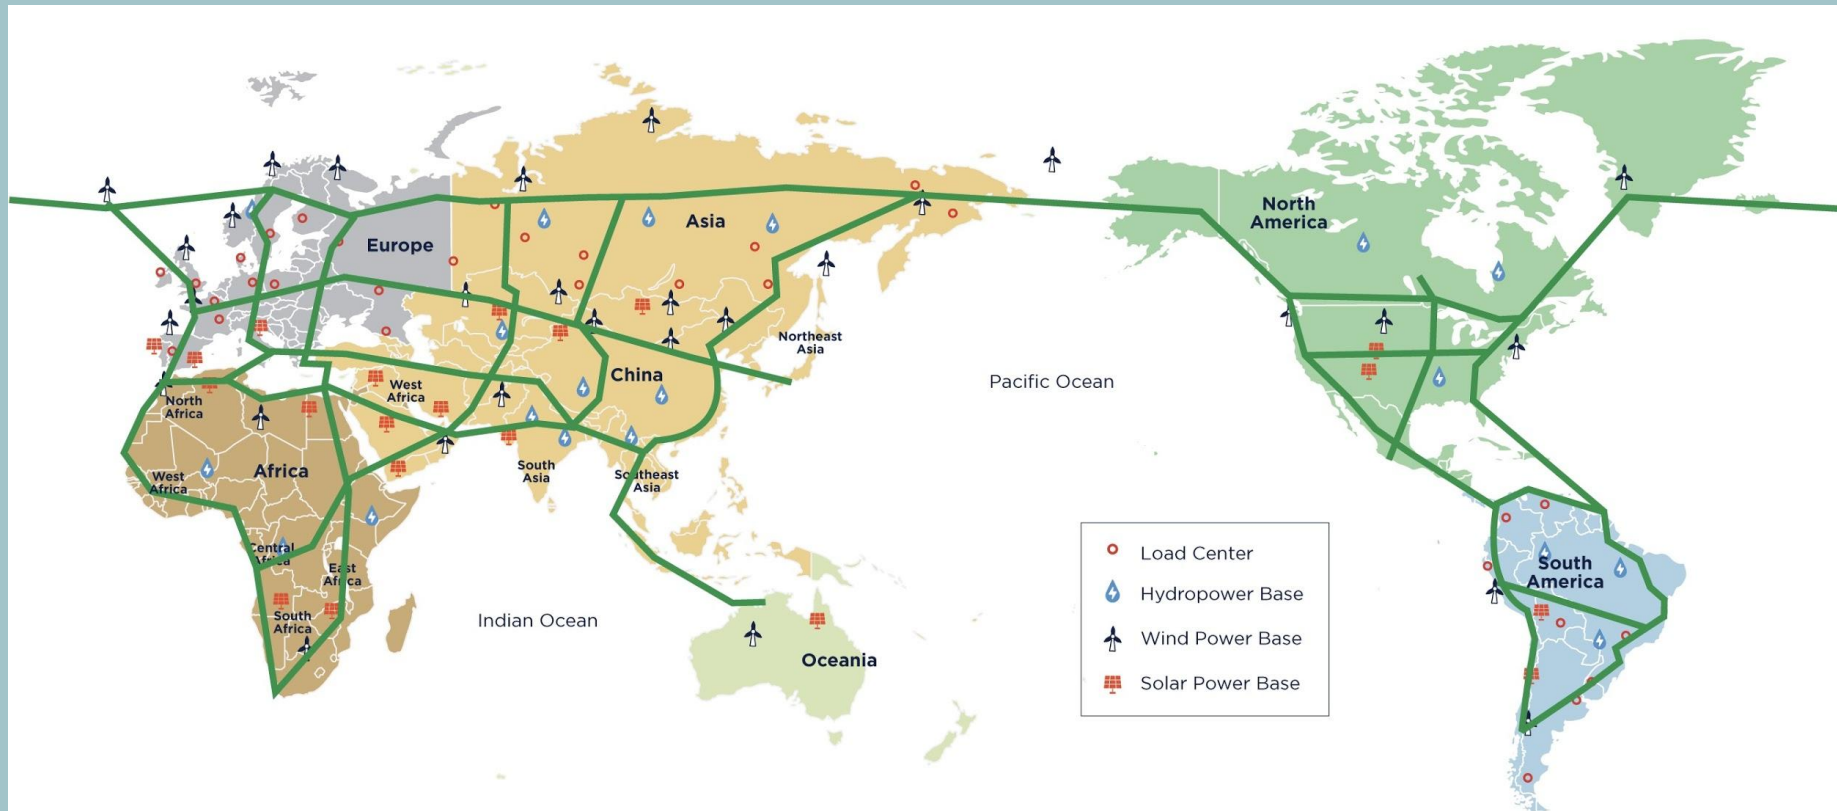 North
America
Asia
Europe
Northeast
Asia
China
Pacific Ocean
West
Africa
North
Africa
Africa
South
Asia
Southeast
Asia
West
Africa
Central
Africa
East
Africa
South
Africa
Indian Ocean
Oceania
South
America
Load Center
Hydropower Base
Wind Power Base
Solar Power Base